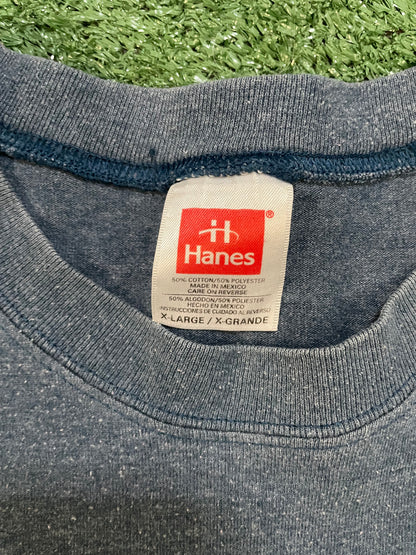 H ®
Hanes
50% COTTON/50% POLYESTER
MADE IN MEXICO
CARE ON REVERSE
50% ALGODON/50% POLYESTER
HECHO EN MEXICO
INSTRUCCIONES DE CUIDADO AL REVERSO
X-LARGE / X-GRANDE